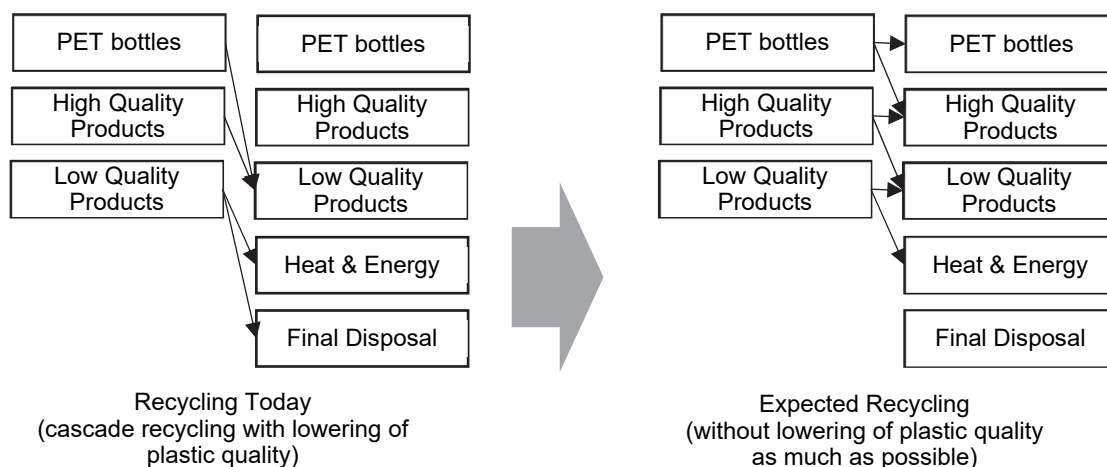 PET bottles
High Quality
Products
Low Quality
Products
PET bottles
High Quality
Products
Low Quality
Products
Heat & Energy
Final Disposal
Recycling Today
(cascade recycling with lowering of
plastic quality)
PET bottles
High Quality
Products
Low Quality
Products
PET bottles
High Quality
Products
Low Quality
Products
Heat & Energy
Final Disposal
Expected Recycling
(without lowering of plastic quality
as much as possible)